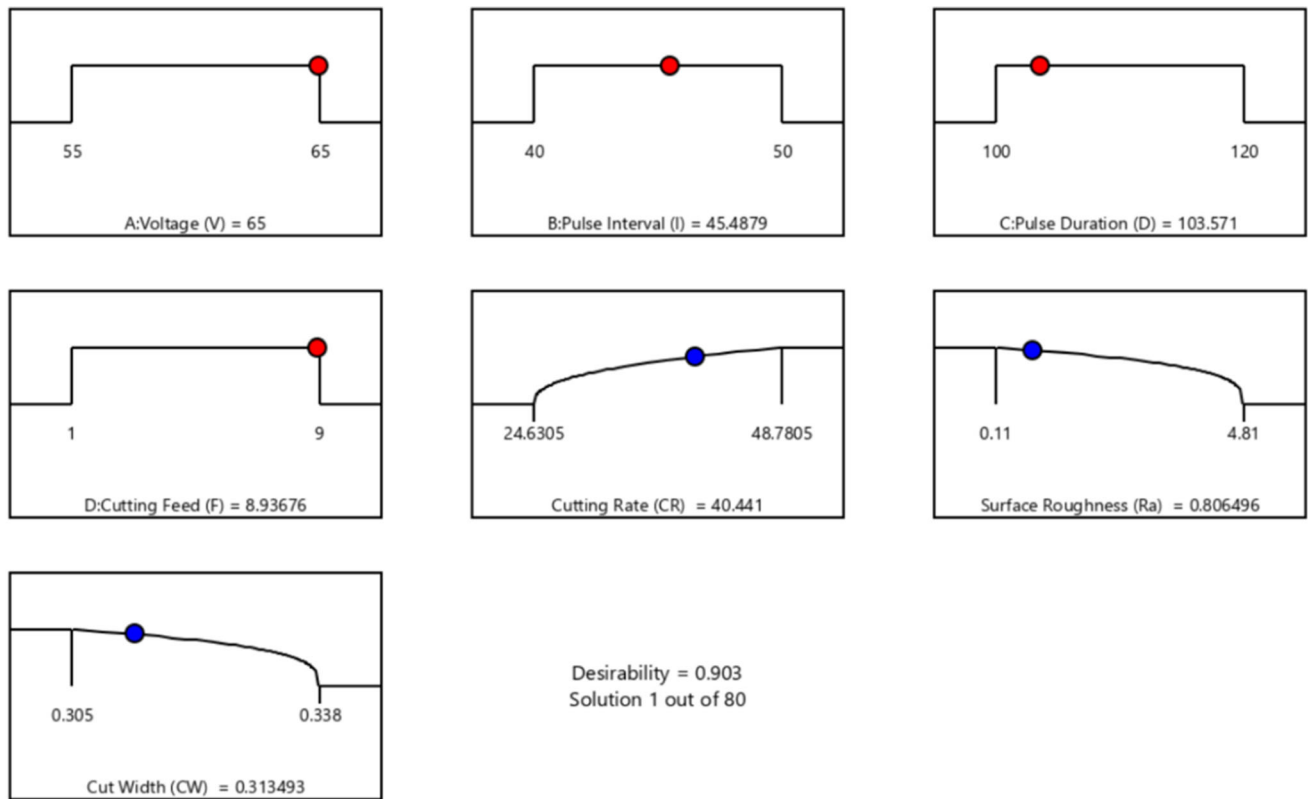 55 65
A:Voltage (V) = 65
40 50
B:Pulse Interval (I) = 45.4879
100 120
C:Pulse Duration (D) = 103.571
1 9
D:Cutting Feed (F) = 8.93676
24.6305 48.7805
Cutting Rate (CR) = 40.441
0.11 4.81
Surface Roughness (Ra) = 0.806496
0.305 0.338
Cut Width (CW) = 0.313493
Desirability = 0.903
Solution 1 out of 80